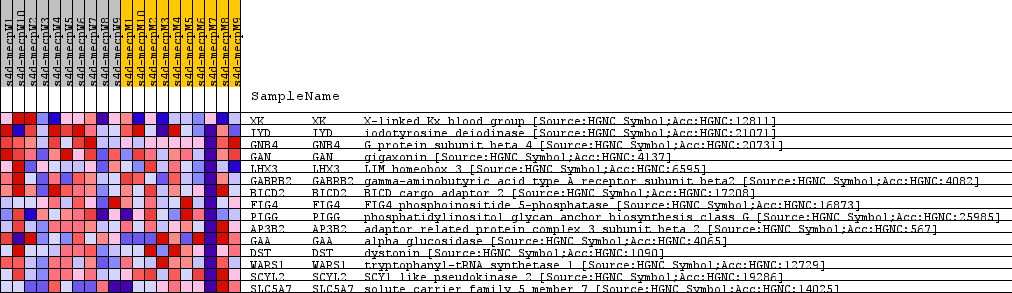 s4d-mecpW1
s4d-mecpW10
s4d-mecpW2
s4d-mecpW3
s4d-mecpW4
s4d-mecpW5
s4d-mecpW6
s4d-mecpW7
s4d-mecpW8
s4d-mecpW9
s4d-mecpM1
s4d-mecpM10
s4d-mecpM2
s4d-mecpM3
s4d-mecpM4
s4d-mecpM5
s4d-mecpM6
s4d-mecpM7
s4d-mecpM8
s4d-mecpM9
SampleName
XK XK X-linked Kx blood group [Source:HGNC Symbol;Acc:HGNC:12811]
IYD IYD iodotyrosine deiodinase [Source:HGNC Symbol;Acc:HGNC:21071]
GNB4 GNB4 G protein subunit beta 4 [Source:HGNC Symbol;Acc:HGNC:20731]
GAN GAN gigaxonin [Source:HGNC Symbol;Acc:HGNC:4137]
LHX3 LHX3 LIM homeobox 3 [Source:HGNC Symbol;Acc:HGNC:6595]
GABRB2 GABRB2 gamma-aminobutyric acid type A receptor subunit beta2 [Source:HGNC Symbol;Acc:HGNC:4082]
BICD2 BICD2 BICD cargo adaptor 2 [Source:HGNC Symbol;Acc:HGNC:17208]
FIG4 FIG4 FIG4 phosphoinositide 5-phosphatase [Source:HGNC Symbol;Acc:HGNC:16873]
PIGG PIGG phosphatidylinositol glycan anchor biosynthesis class G [Source:HGNC Symbol;Acc:HGNC:25985]
AP3B2 AP3B2 adaptor related protein complex 3 subunit beta 2 [Source:HGNC Symbol;Acc:HGNC:567]
GAA GAA alpha glucosidase [Source:HGNC Symbol;Acc:HGNC:4065]
DST DST dystonin [Source:HGNC Symbol;Acc:HGNC:1090]
WARS1 WARS1 tryptophanyl-tRNA synthetase 1 [Source:HGNC Symbol;Acc:HGNC:12729]
SCYL2 SCYL2 SCY1 like pseudokinase 2 [Source:HGNC Symbol;Acc:HGNC:19286]
SLC5A7 SLC5A7 solute carrier family 5 member 7 [Source:HGNC Symbol;Acc:HGNC:14025]